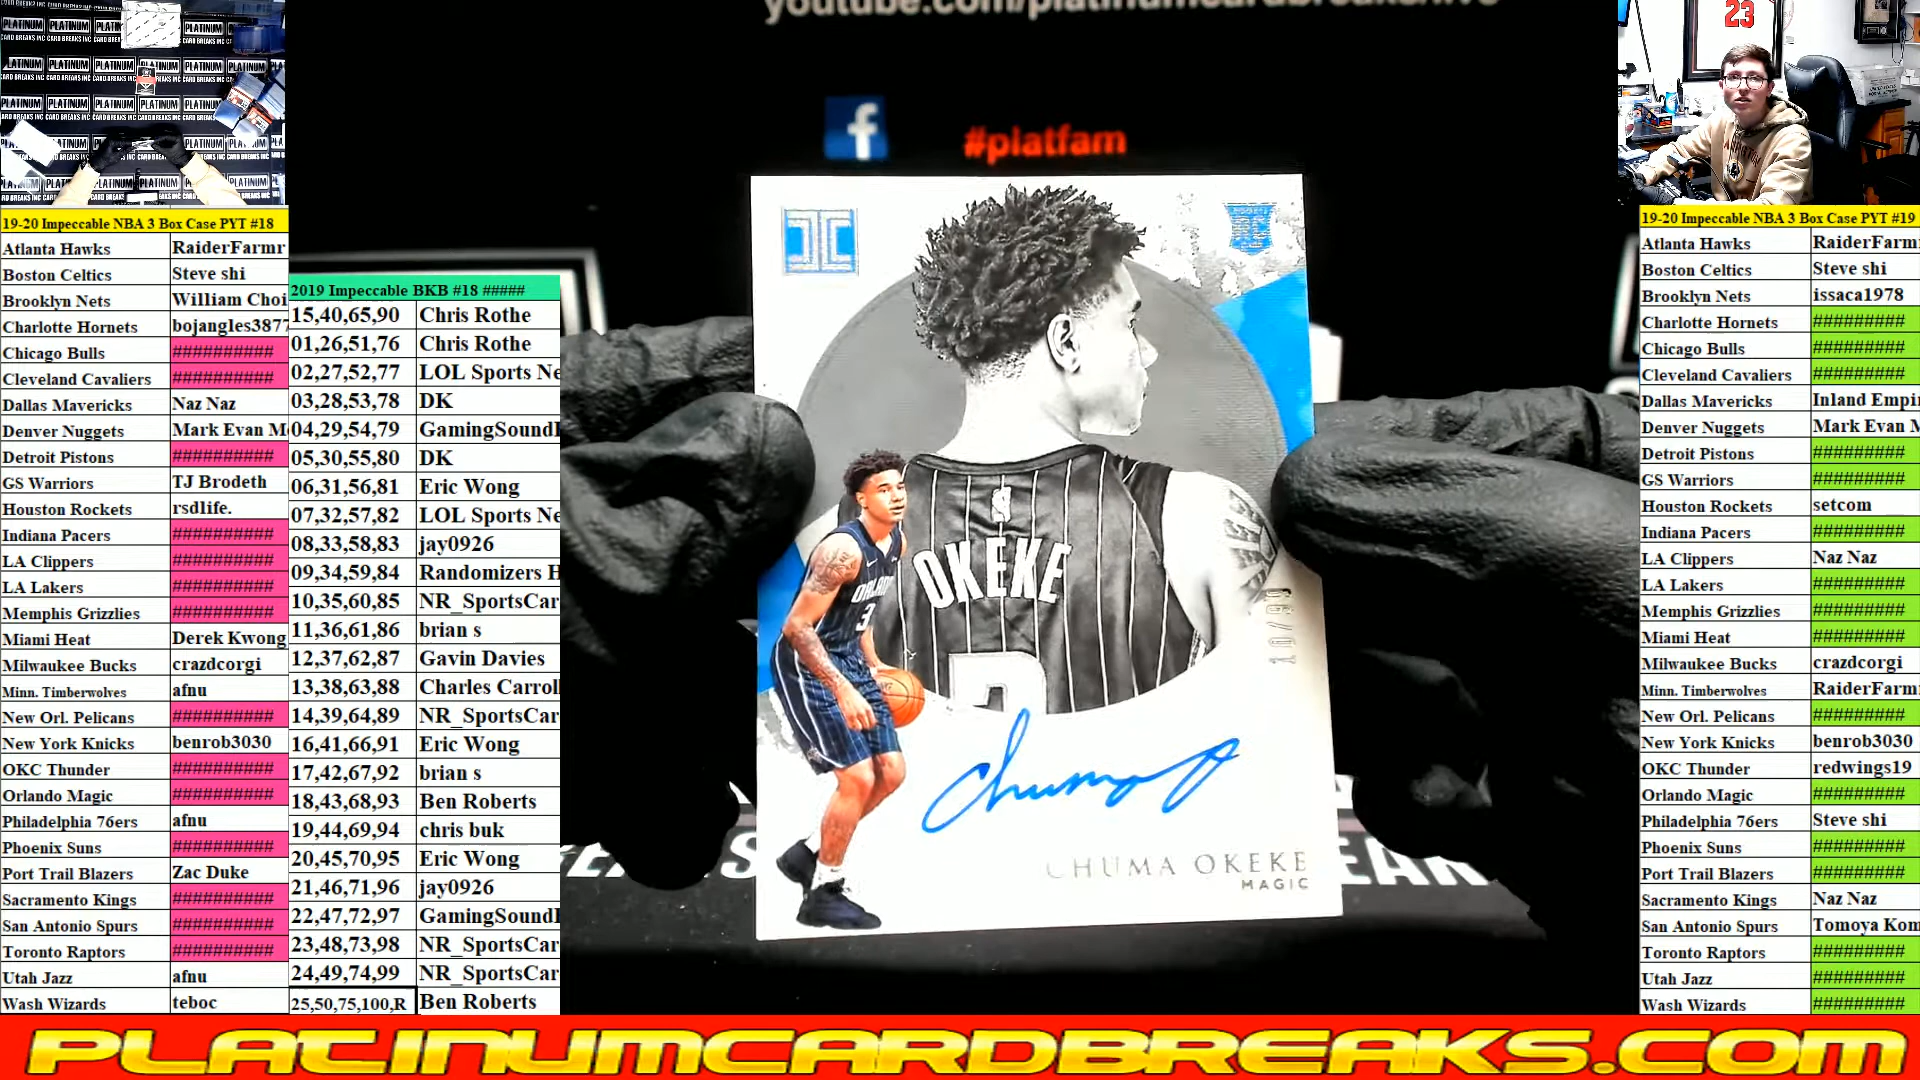 youtube.com/platinumcardbreaks/live
#platfam
23
19-20 Impeccable NBA 3 Box Case PYT #18
Atlanta Hawks RaiderFarmr
Boston Celtics Steve shi
Brooklyn Nets William Choi
Charlotte Hornets bojangles3877
Chicago Bulls ##########
Cleveland Cavaliers ##########
Dallas Mavericks Naz Naz
Denver Nuggets Mark Evan M
Detroit Pistons ##########
GS Warriors TJ Brodeth
Houston Rockets rsdlife.
Indiana Pacers ##########
LA Clippers ##########
LA Lakers ##########
Memphis Grizzlies ##########
Miami Heat Derek Kwong
Milwaukee Bucks crazdcorgi
Minn. Timberwolves afnu
New Orl. Pelicans ##########
New York Knicks benrob3030
OKC Thunder ##########
Orlando Magic ##########
Philadelphia 76ers afnu
Phoenix Suns ##########
Port Trail Blazers Zac Duke
Sacramento Kings ##########
San Antonio Spurs ##########
Toronto Raptors ##########
Utah Jazz afnu
Wash Wizards teboc
2019 Impeccable BKB #18 #####
15,40,65,90 Chris Rothe
01,26,51,76 Chris Rothe
02,27,52,77 LOL Sports Ne
03,28,53,78 DK
04,29,54,79 GamingSound
05,30,55,80 DK
06,31,56,81 Eric Wong
07,32,57,82 LOL Sports Ne
08,33,58,83 jay0926
09,34,59,84 Randomizers H
10,35,60,85 NR_SportsCar
11,36,61,86 brian s
12,37,62,87 Gavin Davies
13,38,63,88 Charles Carrol
14,39,64,89 NR_SportsCar
16,41,66,91 Eric Wong
17,42,67,92 brian s
18,43,68,93 Ben Roberts
19,44,69,94 chris buk
20,45,70,95 Eric Wong
21,46,71,96 jay0926
22,47,72,97 GamingSound
23,48,73,98 NR_SportsCar
24,49,74,99 NR_SportsCar
25,50,75,100,R Ben Roberts
RC
OKEKE
3
10/99
Chuma O
CHUMA OKEKE
MAGIC
19-20 Impeccable NBA 3 Box Case PYT #19
Atlanta Hawks RaiderFarm
Boston Celtics Steve shi
Brooklyn Nets issaca1978
Charlotte Hornets #########
Chicago Bulls #########
Cleveland Cavaliers #########
Dallas Mavericks Inland Empi
Denver Nuggets Mark Evan M
Detroit Pistons #########
GS Warriors #########
Houston Rockets setcom
Indiana Pacers #########
LA Clippers Naz Naz
LA Lakers #########
Memphis Grizzlies #########
Miami Heat #########
Milwaukee Bucks crazdcorgi
Minn. Timberwolves RaiderFarm
New Orl. Pelicans #########
New York Knicks benrob3030
OKC Thunder redwings19
Orlando Magic #########
Philadelphia 76ers Steve shi
Phoenix Suns #########
Port Trail Blazers #########
Sacramento Kings Naz Naz
San Antonio Spurs Tomoya Kom
Toronto Raptors #########
Utah Jazz #########
Wash Wizards #########
PLATINUMCARDBREAKS.COM